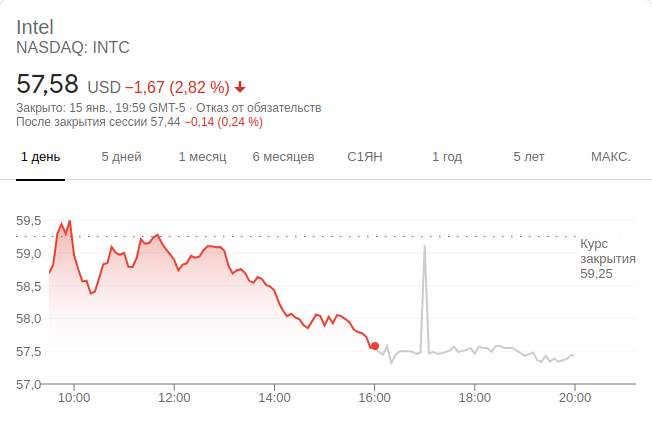 Intel
NASDAQ: INTC
57,58 USD −1,67 (2,82 %)
Закрыто: 15 янв., 19:59 GMT-5 · Отказ от обязательств
После закрытия сессии 57,44 −0,14 (0,24 %)
1 день 5 дней 1 месяц 6 месяцев С1ЯН 1 год 5 лет МАКС.
59,5
59,0
58,5
58,0
57,5
57,0
Курс
закрытия
59,25
10:00 12:00 14:00 16:00 18:00 20:00